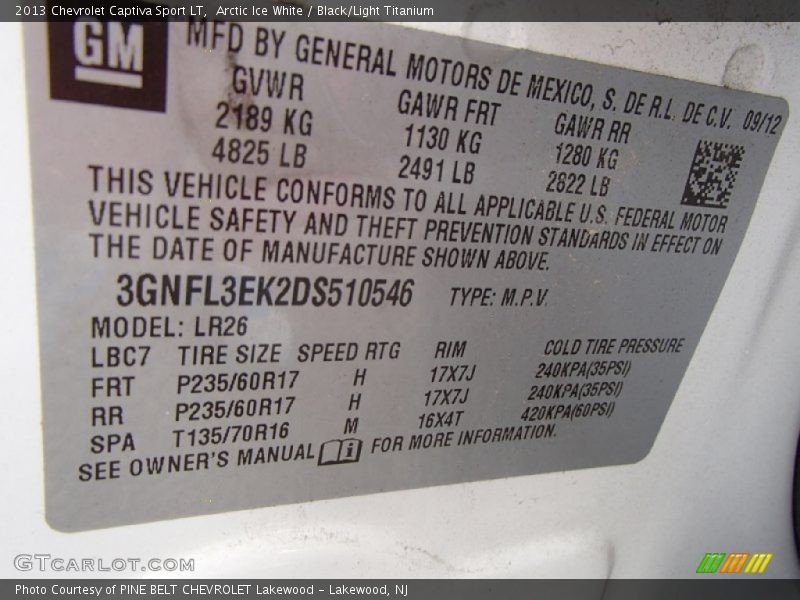 2013 Chevrolet Captiva Sport LT, Arctic Ice White / Black/Light Titanium
GM
MFD BY GENERAL MOTORS DE MEXICO, S. DE R.L. DE C.V. 09/12
GVWR GAWR FRT GAWR RR
2189 KG 1130 KG 1280 KG
4825 LB 2491 LB 2622 LB
THIS VEHICLE CONFORMS TO ALL APPLICABLE U.S. FEDERAL MOTOR
VEHICLE SAFETY AND THEFT PREVENTION STANDARDS IN EFFECT ON
THE DATE OF MANUFACTURE SHOWN ABOVE.
3GNFL3EK2DS510546 TYPE: M.P.V.
MODEL: LR26
LBC7 TIRE SIZE SPEED RTG RIM COLD TIRE PRESSURE
FRT P235/60R17 H 17X7J 240KPA(35PSI)
RR P235/60R17 H 17X7J 240KPA(35PSI)
SPA T135/70R16 M 16X4T 420KPA(60PSI)
SEE OWNER'S MANUAL i FOR MORE INFORMATION.
GTCARLOT.COM
Photo Courtesy of PINE BELT CHEVROLET Lakewood - Lakewood, NJ